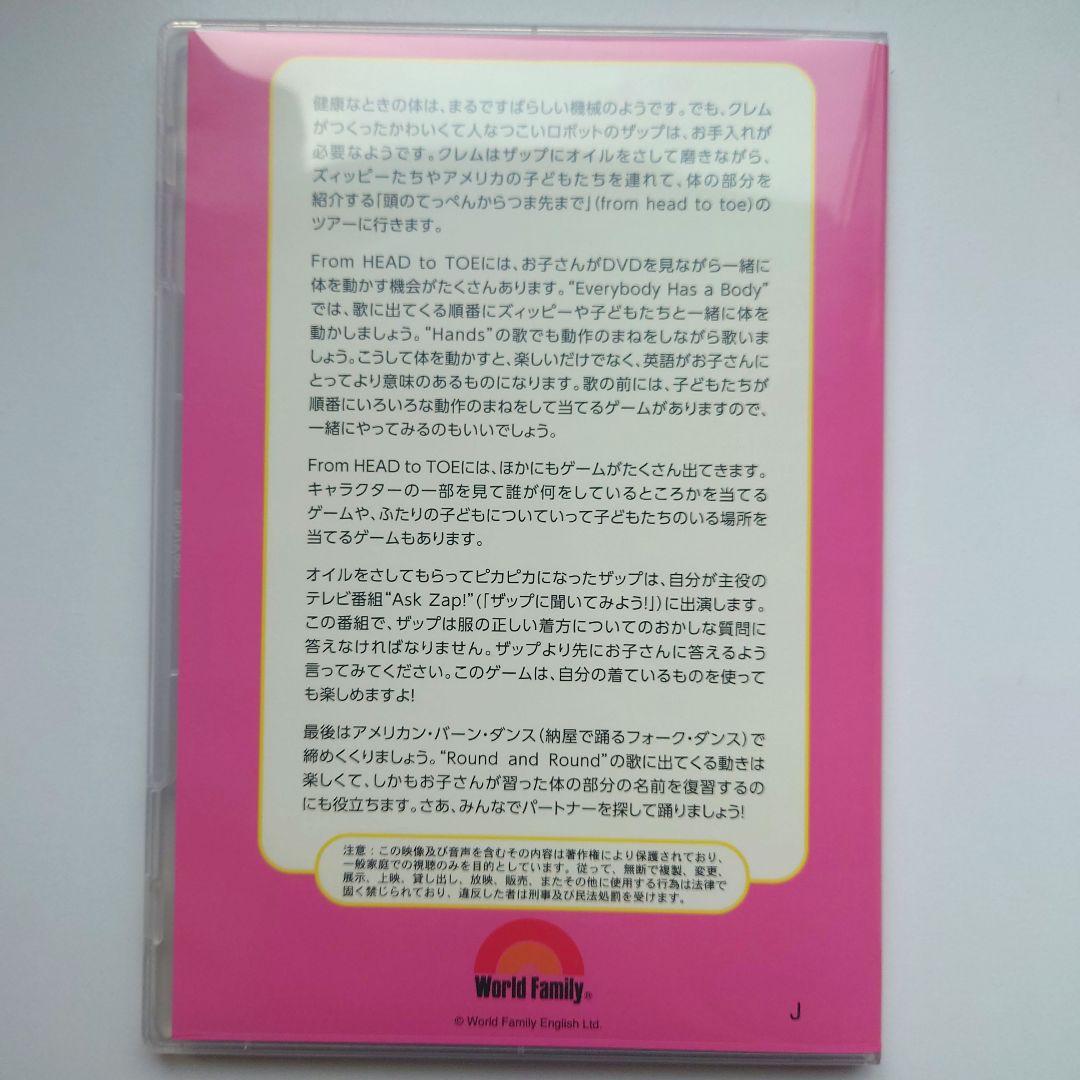 健康なときの体は、まるですばらしい機械のようです。でも、クレム
がつくったかわいくて人なつこいロボットのザップは、お手入れが
必要なようです。クレムはザップにオイルをさして磨きながら、
ズィッピーたちやアメリカの子どもたちを連れて、体の部分を
紹介する「頭のてっぺんからつま先まで」(from head to toe)の
ツアーに行きます。
From HEAD to TOEには、お子さんがDVDを見ながら一緒に
体を動かす機会がたくさんあります。“Everybody Has a Body”
では、歌に出てくる順番にズィッピーや子どもたちと一緒に体を
動かしましょう。“Hands”の歌でも動作のまねをしながら歌いま
しょう。こうして体を動かすと、楽しいだけでなく、英語がお子さんに
とってより意味のあるものになります。歌の前には、子どもたちが
順番にいろいろな動作のまねをして当てるゲームがありますので、
一緒にやってみるのもいいでしょう。
From HEAD to TOEには、ほかにもゲームがたくさん出てきます。
キャラクターの一部を見て誰が何をしているところかを当てる
ゲームや、ふたりの子どもについていって子どもたちのいる場所を
当てるゲームもあります。
オイルをさしてもらってピカピカになったザップは、自分が主役の
テレビ番組“Ask Zap!”(「ザップに聞いてみよう!」)に出演します。
この番組で、ザップは服の正しい着方についてのおかしな質問に
答えなければなりません。ザップより先にお子さんに答えるよう
言ってみてください。このゲームは、自分の着ているものを使って
も楽しめますよ!
最後はアメリカン・バーン・ダンス(納屋で踊るフォーク・ダンス)で
締めくくりましょう。“Round and Round”の歌に出てくる動きは
楽しくて、しかもお子さんが習った体の部分の名前を復習するの
にも役立ちます。さあ、みんなでパートナーを探して踊りましょう!
注意：この映像及び音声を含むその内容は著作権により保護されており、
一般家庭での視聴のみを目的としています。従って、無断で複製、変更、
展示、上映、貸し出し、放映、販売、またその他に使用する行為は法律で
固く禁じられており、違反した者は刑事及び民法処罰を受けます。
World Family®
© World Family English Ltd.
J